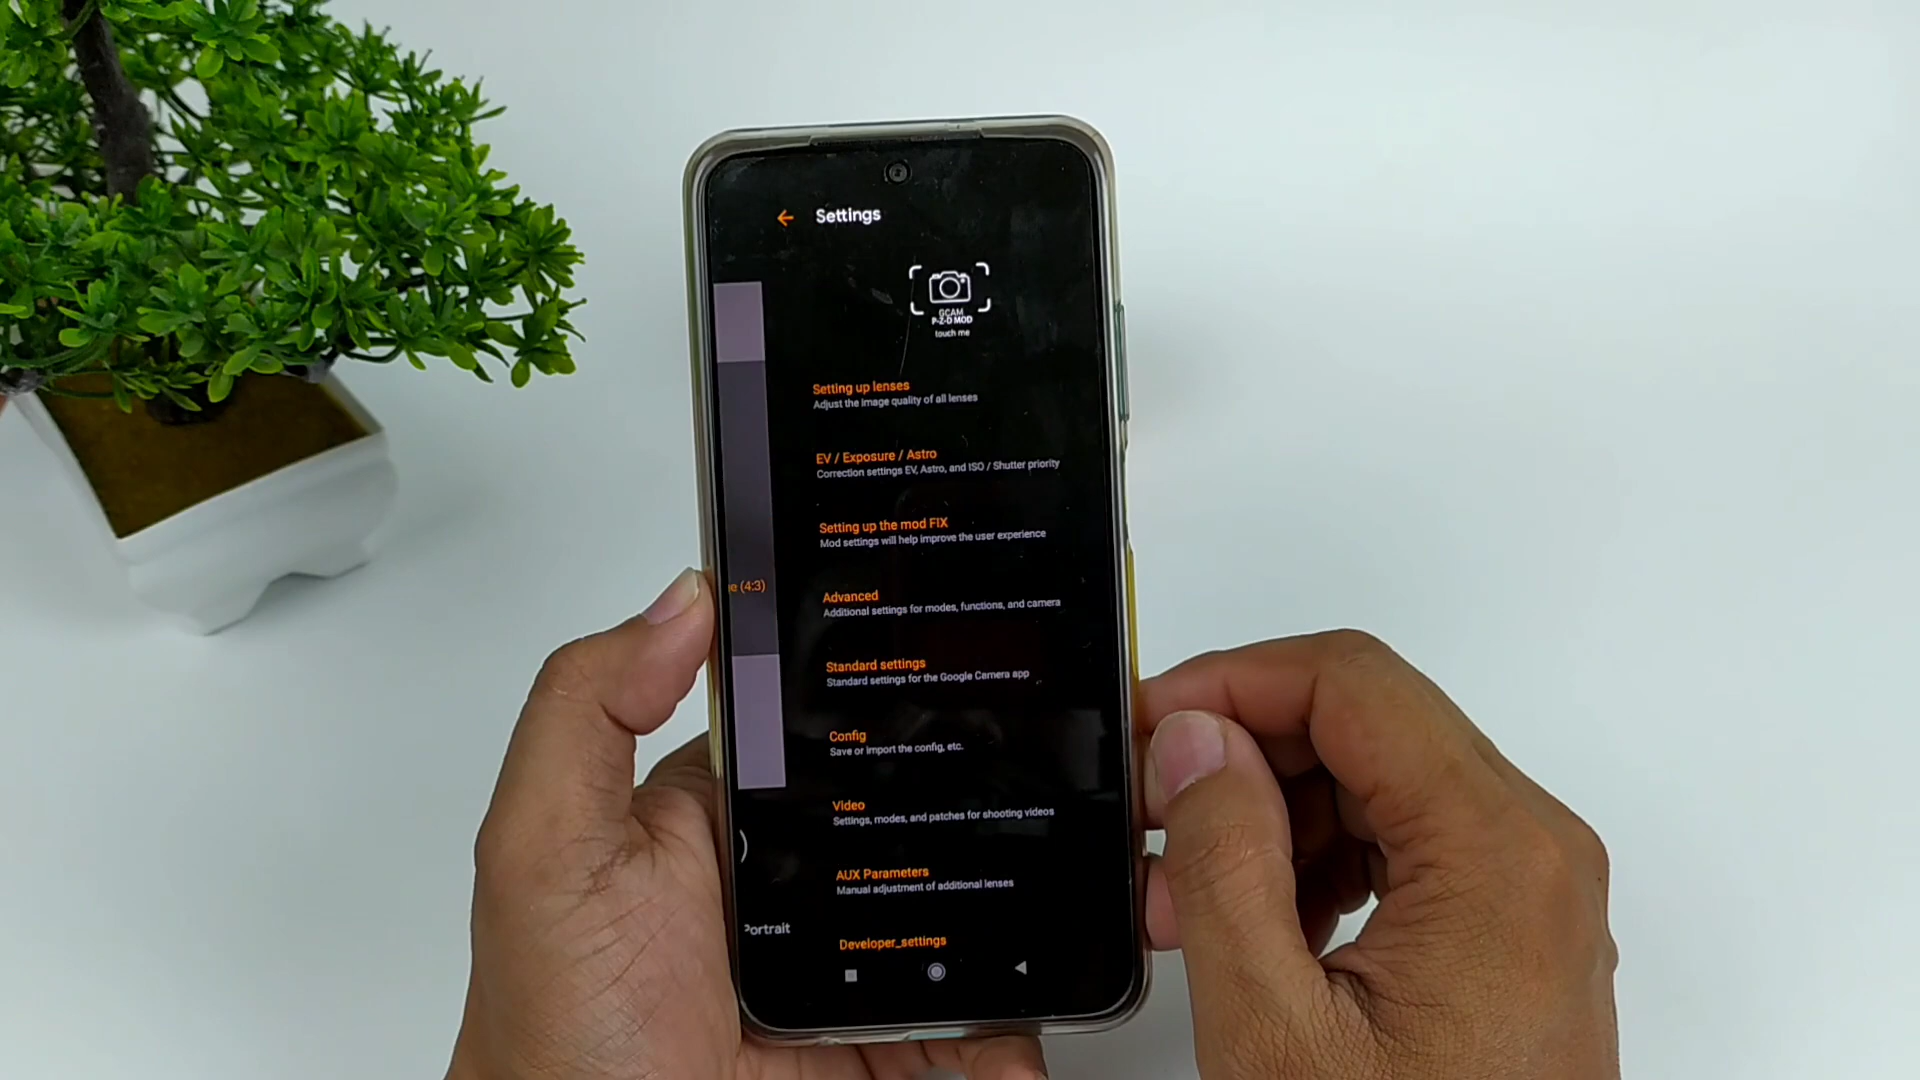 Settings
GCAM
P-Z-D MOD
touch me
Setting up lenses
Adjust the image quality of all lenses
EV / Exposure / Astro
Correction settings EV, Astro, and ISO / Shutter priority
Setting up the mod FIX
Mod settings will help improve the user experience
e (4:3)
Advanced
Additional settings for modes, functions, and camera
Standard settings
Standard settings for the Google Camera app
Config
Save or import the config, etc.
Video
Settings, modes, and patches for shooting videos
AUX Parameters
Manual adjustment of additional lenses
Portrait
Developer_settings